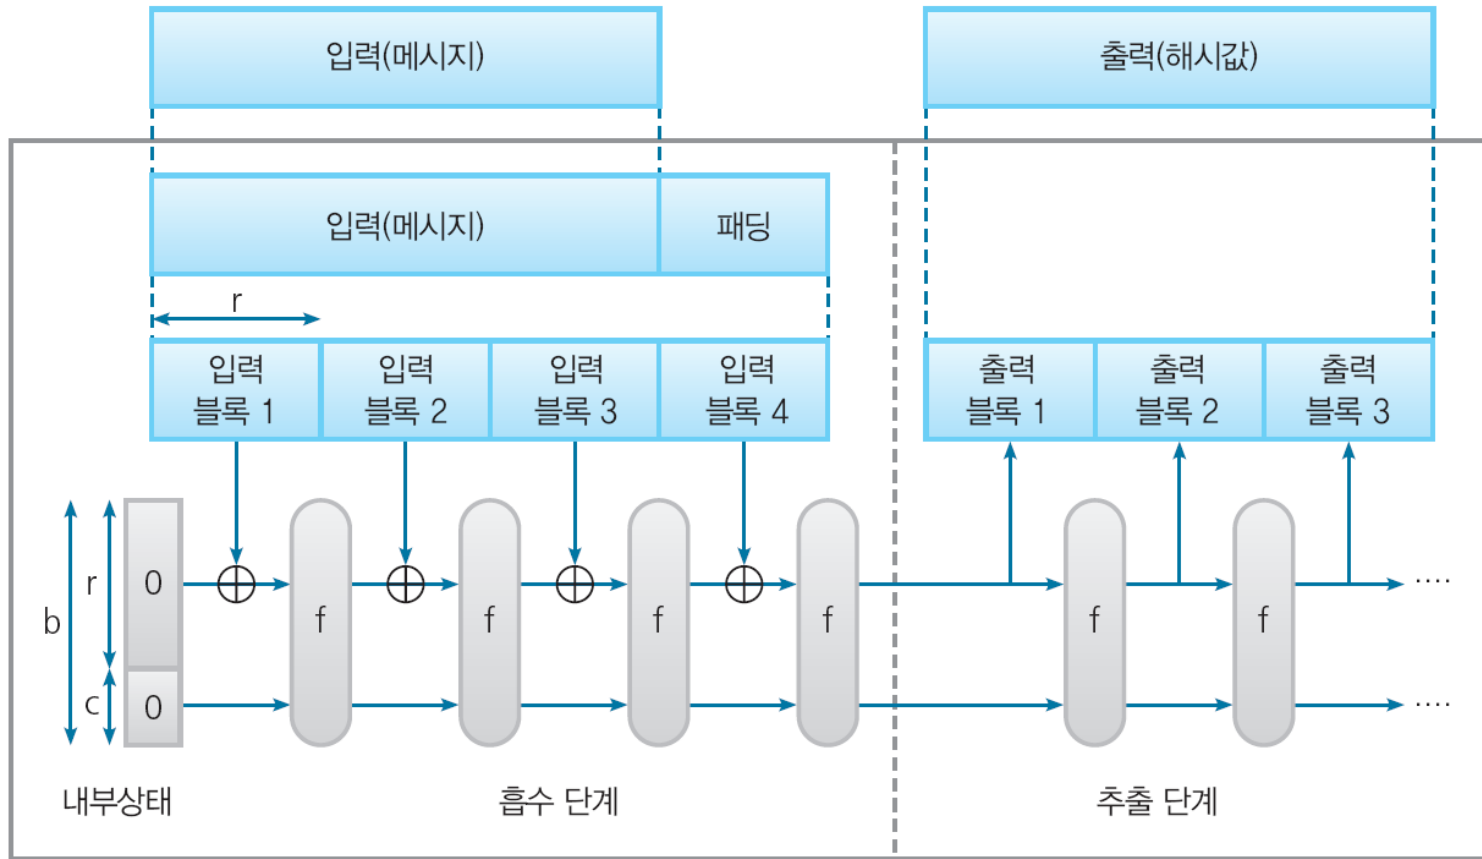 입력(메시지)
출력(해시값)
입력(메시지)
패딩
r
입력
블록 1
입력
블록 2
입력
블록 3
입력
블록 4
출력
블록 1
출력
블록 2
출력
블록 3
b
r
c
0
0
f
f
f
f
f
f
....
....
내부상태
흡수 단계
추출 단계